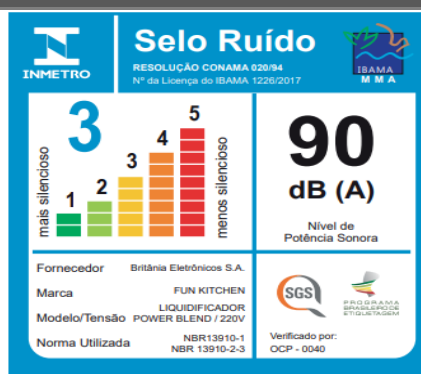 INMETRO
Selo Ruído
RESOLUÇÃO CONAMA 020/94
Nº da Licença do IBAMA 1226/2017
IBAMA
MMA
3
mais silencioso
1
2
3
4
5
menos silencioso
90
dB (A)
Nível de
Potência Sonora
Fornecedor Britânia Eletrônicos S.A.
Marca FUN KITCHEN
Modelo/Tensão LIQUIDIFICADOR
POWER BLEND / 220V
Norma Utilizada NBR13910-1
NBR 13910-2-3
SGS
PROGRAMA
BRASILEIRO DE
ETIQUETAGEM
Verificado por:
OCP - 0040